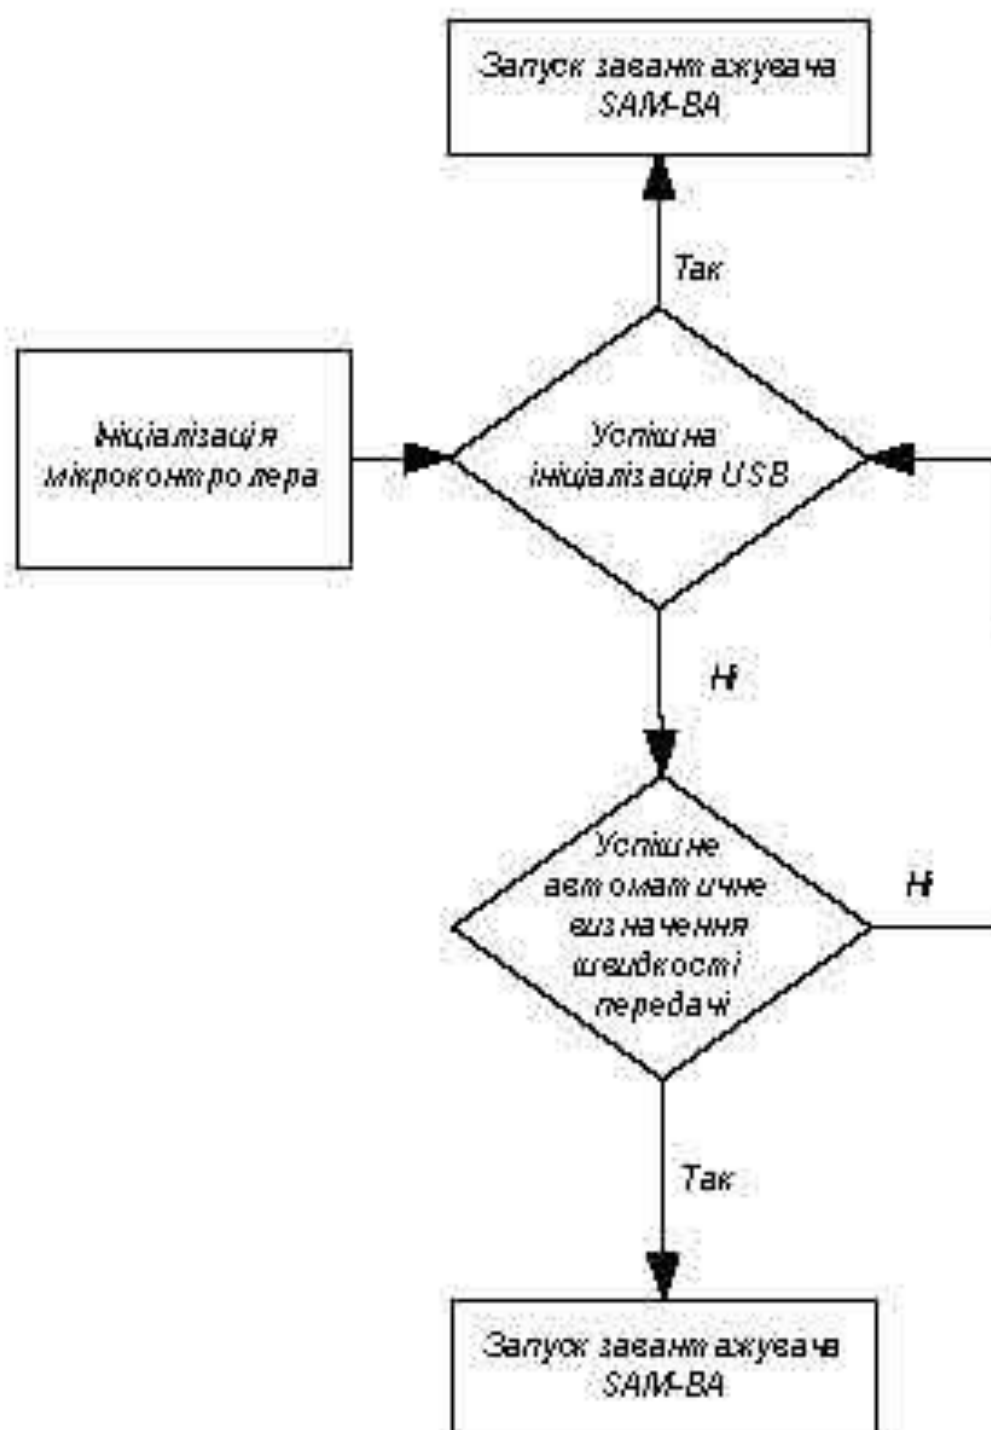 Запуск завантажувача
SAM-BA
Так
Ініціалізація
мікроконтролера
Успішна
ініціалізація USB
Ні
Успішне
автоматичне
визначення
швидкості
передачі
Ні
Так
Запуск завантажувача
SAM-BA